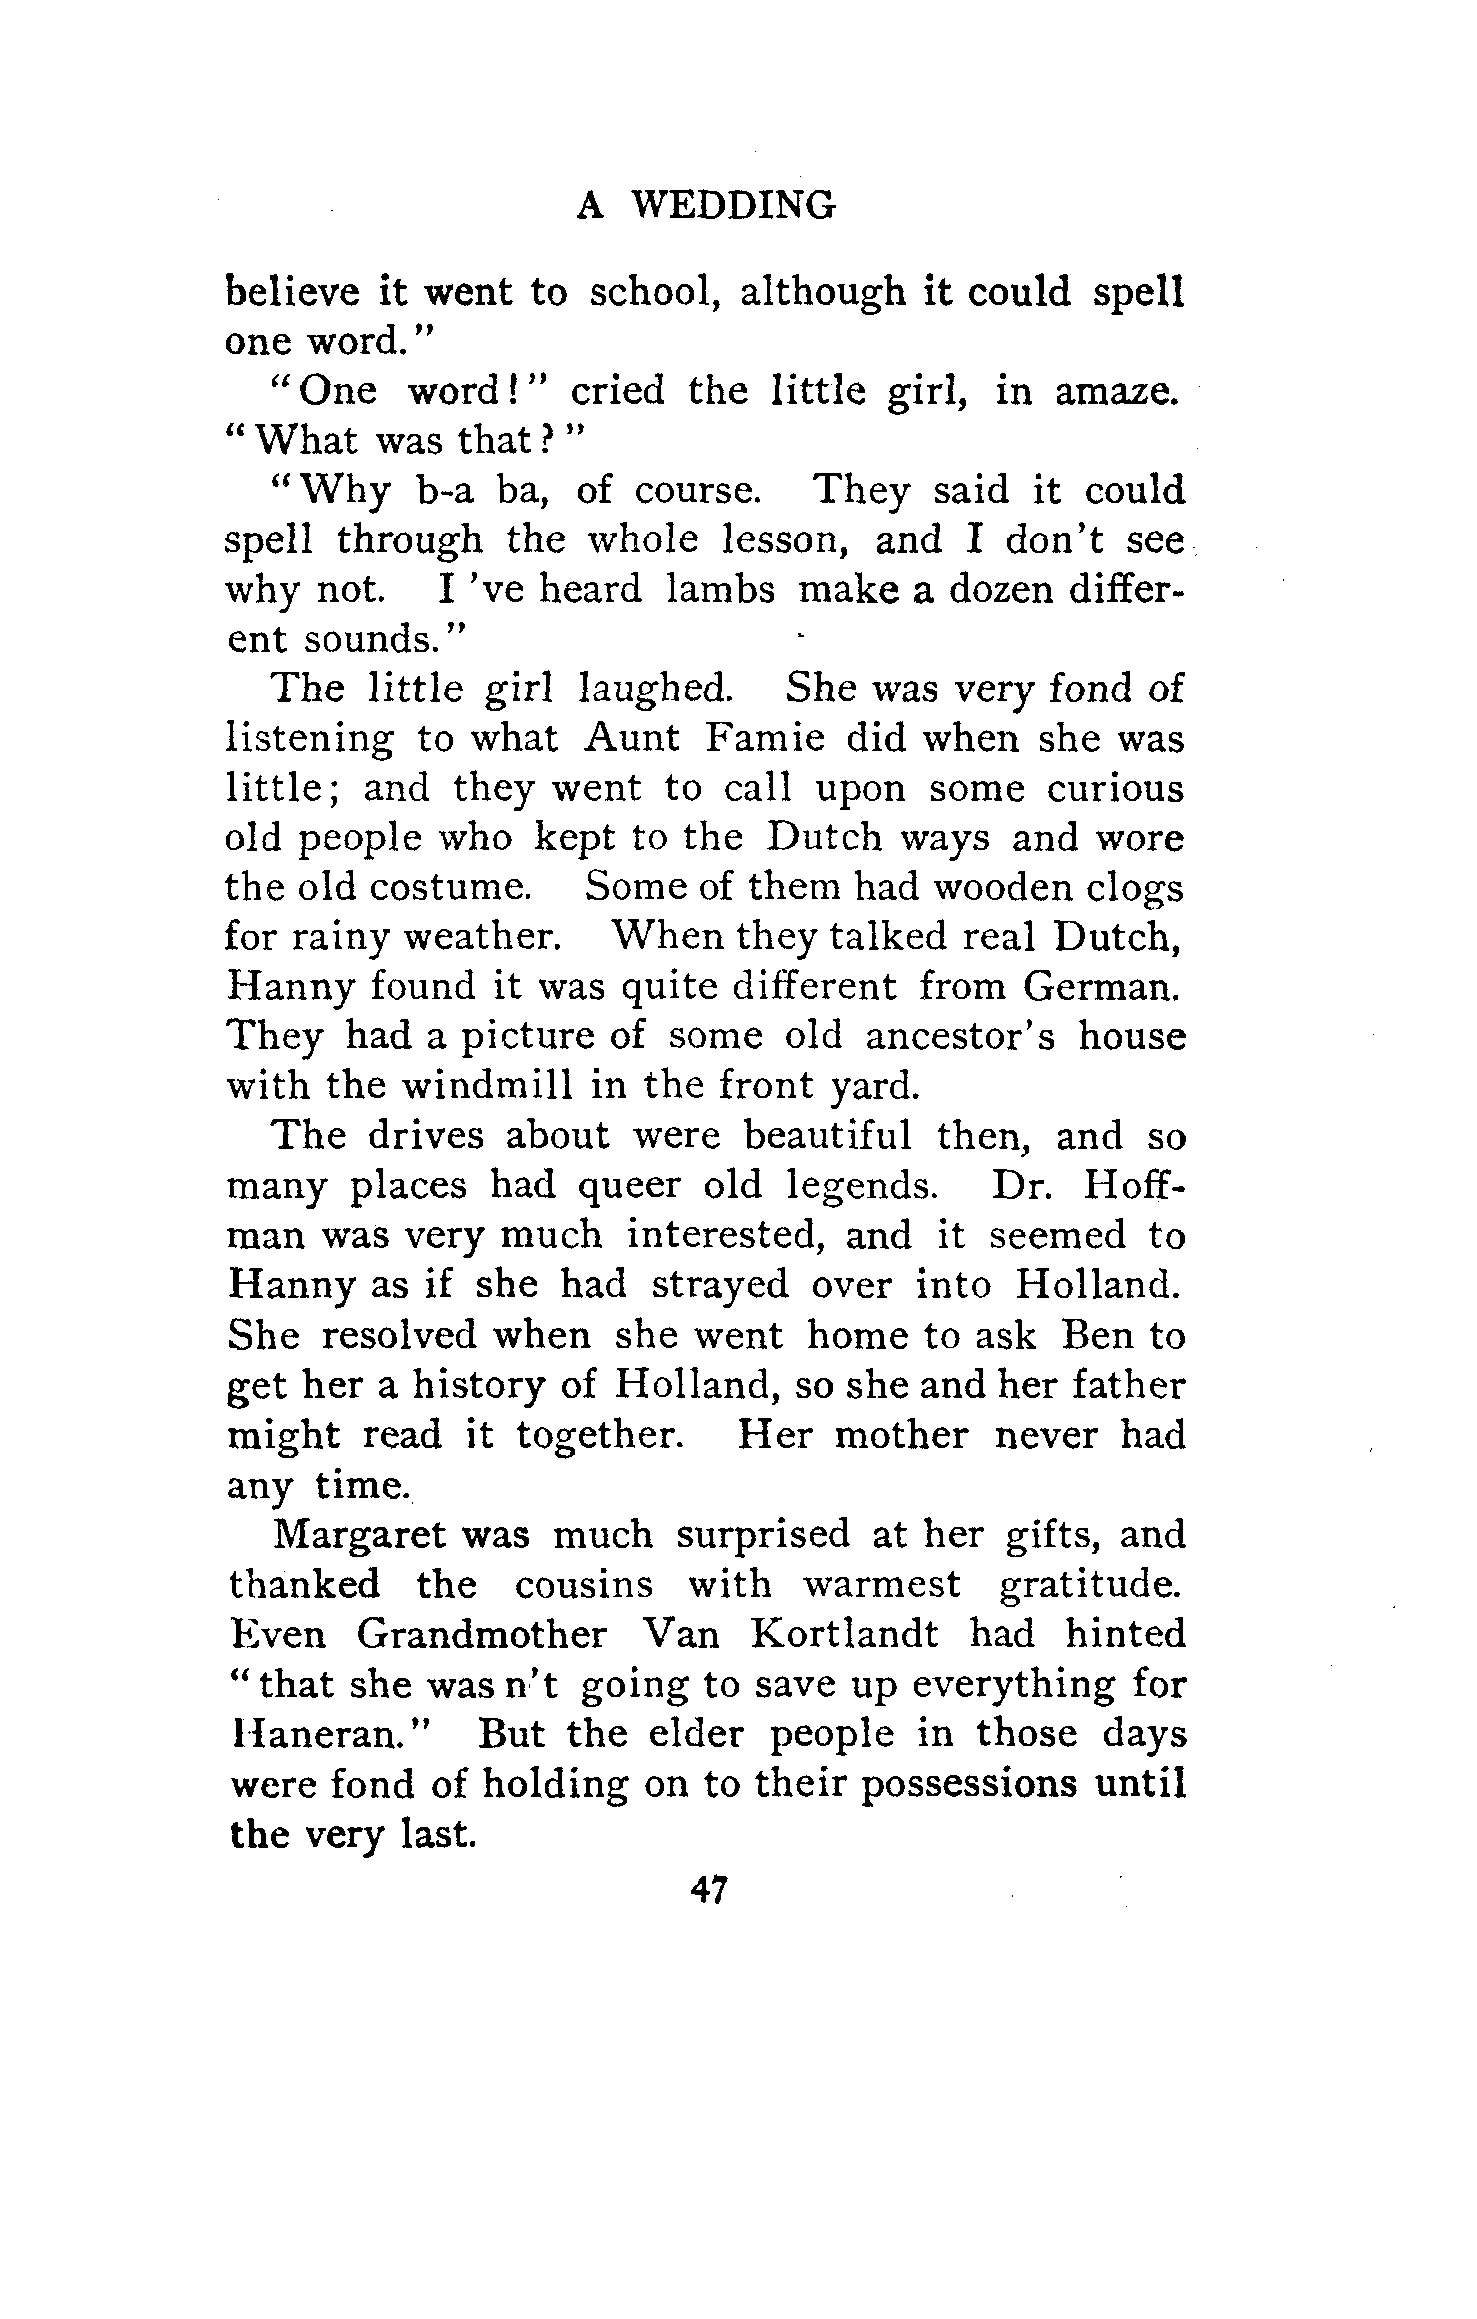 A WEDDING
believe it went to school, although it could spell
one word."
"One word!" cried the little girl, in amaze.
"What was that?"
"Why b-a ba, of course. They said it could
spell through the whole lesson, and I don't see
why not. I 've heard lambs make a dozen differ-
ent sounds."
The little girl laughed. She was very fond of
listening to what Aunt Famie did when she was
little; and they went to call upon some curious
old people who kept to the Dutch ways and wore
the old costume. Some of them had wooden clogs
for rainy weather. When they talked real Dutch,
Hanny found it was quite different from German.
They had a picture of some old ancestor's house
with the windmill in the front yard.
The drives about were beautiful then, and so
many places had queer old legends. Dr. Hoff-
man was very much interested, and it seemed to
Hanny as if she had strayed over into Holland.
She resolved when she went home to ask Ben to
get her a history of Holland, so she and her father
might read it together. Her mother never had
any time.
Margaret was much surprised at her gifts, and
thanked the cousins with warmest gratitude.
Even Grandmother Van Kortlandt had hinted
"that she was n't going to save up everything for
Haneran." But the elder people in those days
were fond of holding on to their possessions until
the very last.
47